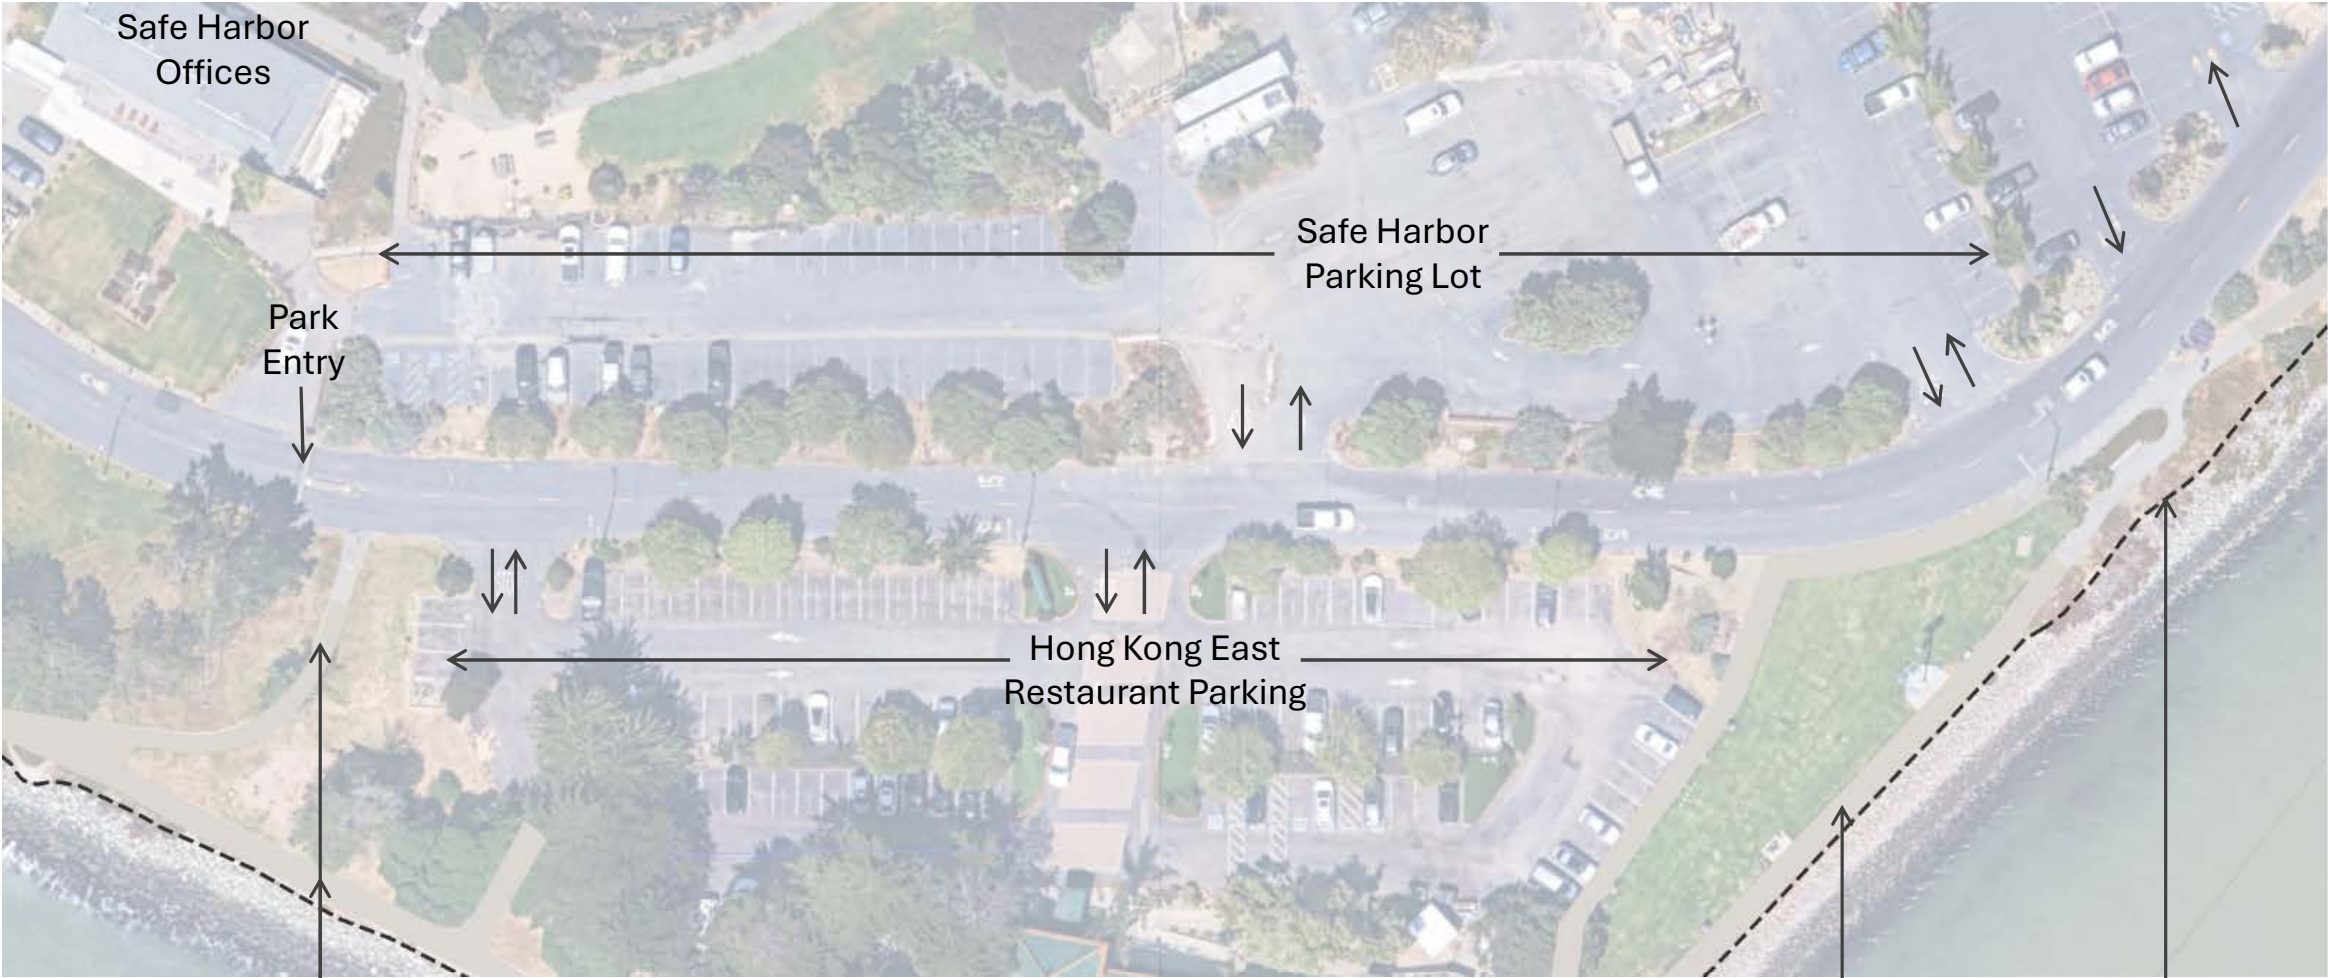 Safe Harbor
Offices
Safe Harbor
Parking Lot
Park
Entry
Hong Kong East
Restaurant Parking